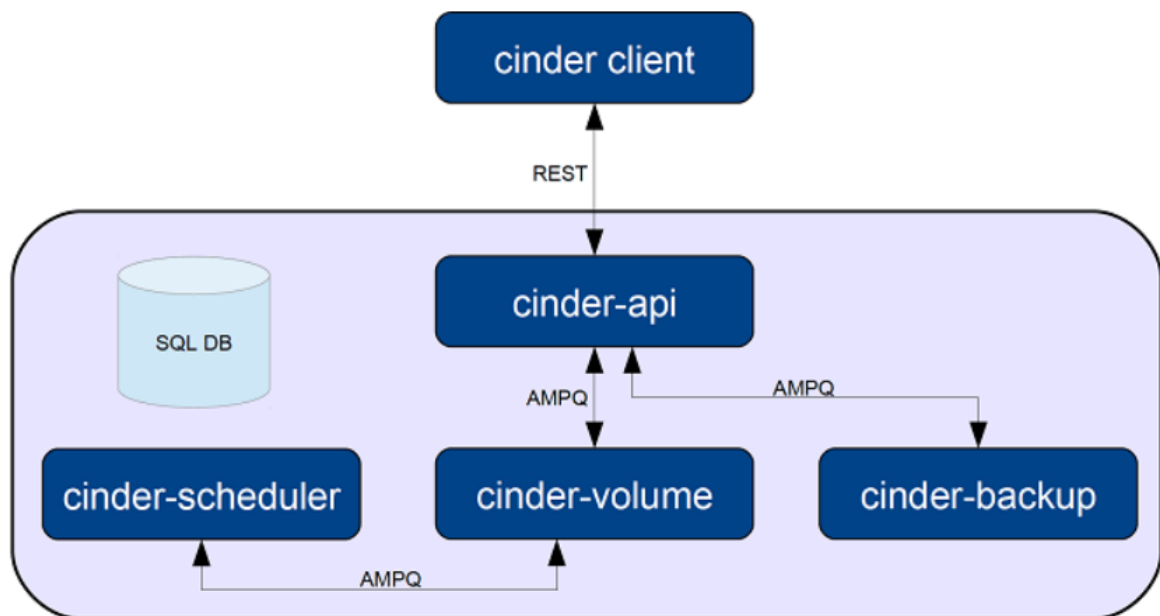 cinder client
REST
cinder-api
SQL DB
AMPQ
AMPQ
cinder-scheduler
cinder-volume
cinder-backup
AMPQ